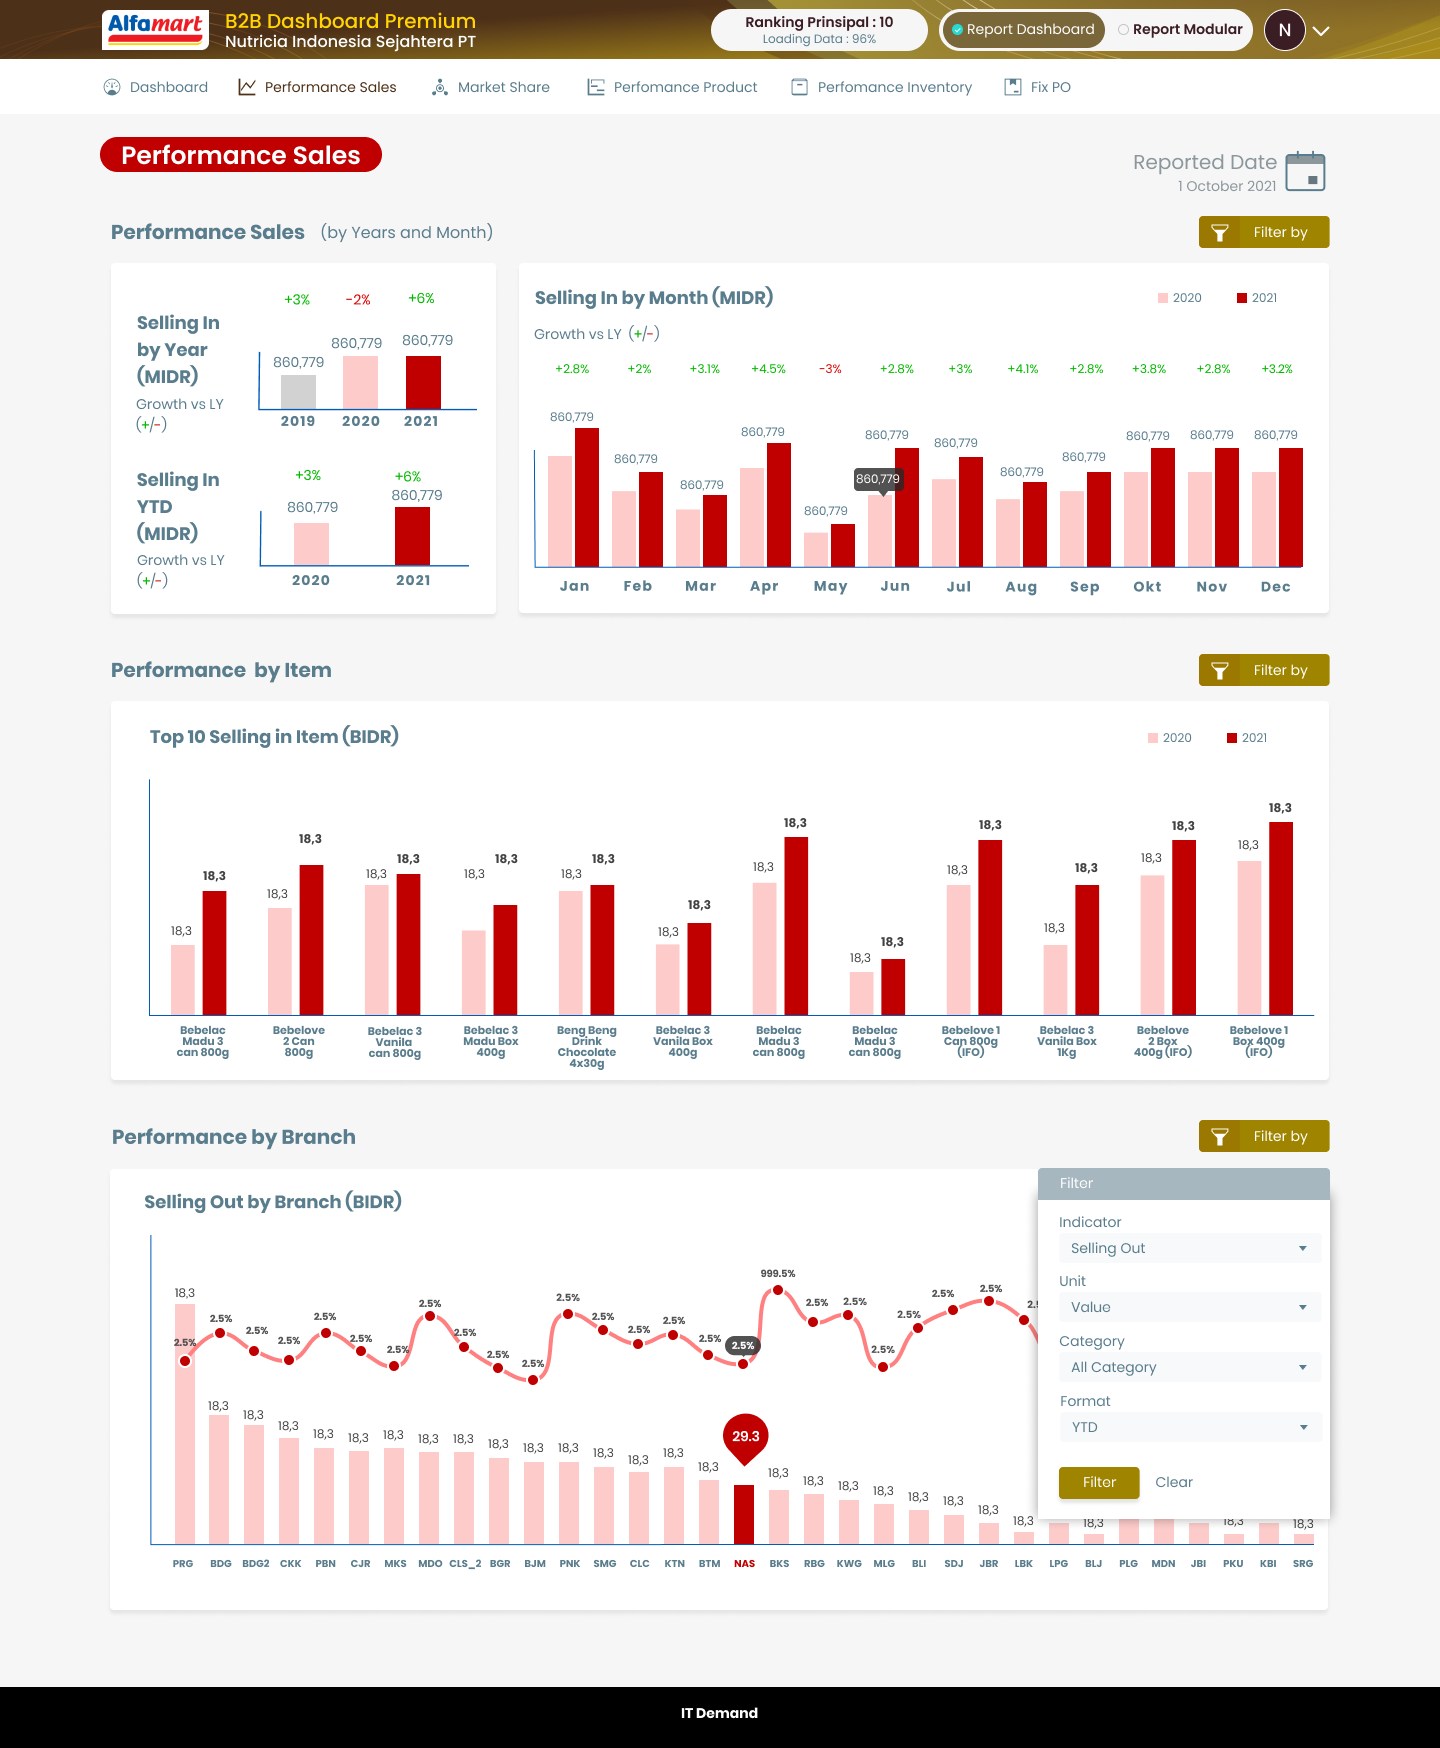 Alfamart
B2B Dashboard Premium
Nutricia Indonesia Sejahtera PT
Ranking Prinsipal : 10
Loading Data : 96%
Report Dashboard
Report Modular
N
Dashboard
Performance Sales
Market Share
Perfomance Product
Perfomance Inventory
Fix PO
Performance Sales
Reported Date
1 October 2021
Performance Sales (by Years and Month)
Filter by
Selling In
by Year
(MIDR)
Growth vs LY
(+/-)
+3% -2% +6%
860,779 860,779 860,779
2019 2020 2021
Selling In
YTD
(MIDR)
Growth vs LY
(+/-)
+3% +6%
860,779 860,779
2020 2021
Selling In by Month (MIDR)
2020 2021
Growth vs LY (+/-)
+2.8% +2% +3.1% +4.5% -3% +2.8% +3% +4.1% +2.8% +3.8% +2.8% +3.2%
860,779 860,779 860,779 860,779 860,779 860,779 860,779 860,779 860,779 860,779 860,779 860,779
860,779
Jan Feb Mar Apr May Jun Jul Aug Sep Okt Nov Dec
Performance by Item
Filter by
Top 10 Selling in Item (BIDR)
2020 2021
18,3 18,3 18,3 18,3 18,3 18,3 18,3 18,3 18,3 18,3 18,3 18,3
18,3 18,3 18,3 18,3 18,3 18,3 18,3 18,3 18,3 18,3 18,3 18,3
Bebelac
Madu 3
can 800g
Bebelove
2 Can
800g
Bebelac 3
Vanila
can 800g
Bebelac 3
Madu Box
400g
Beng Beng
Drink
Chocolate
4x30g
Bebelac 3
Vanila Box
400g
Bebelac
Madu 3
can 800g
Bebelac
Madu 3
can 800g
Bebelove 1
Can 800g
(IFO)
Bebelac 3
Vanila Box
1Kg
Bebelove
2 Box
400g (IFO)
Bebelove 1
Box 400g
(IFO)
Performance by Branch
Filter by
Selling Out by Branch (BIDR)
2.5% 2.5% 2.5% 2.5% 2.5% 2.5% 2.5% 2.5% 2.5% 2.5% 2.5% 2.5% 2.5% 2.5% 2.5% 2.5% 2.5% 999.5% 2.5% 2.5% 2.5% 2.5% 2.5% 2.5%
18,3 18,3 18,3 18,3 18,3 18,3 18,3 18,3 18,3 18,3 18,3 18,3 18,3 18,3 18,3 18,3 29.3 18,3 18,3 18,3 18,3 18,3 18,3 18,3 18,3 18,3 18,3 18,3
PRG BDG BDG2 CKK PBN CJR MKS MDO CLS_2 BGR BJM PNK SMG CLC KTN BTM NAS BKS RBG KWG MLG BLI SDJ JBR LBK LPG BLJ PLG MDN JBI PKU KBI SRG
Filter
Indicator
Selling Out
Unit
Value
Category
All Category
Format
YTD
Filter
Clear
IT Demand